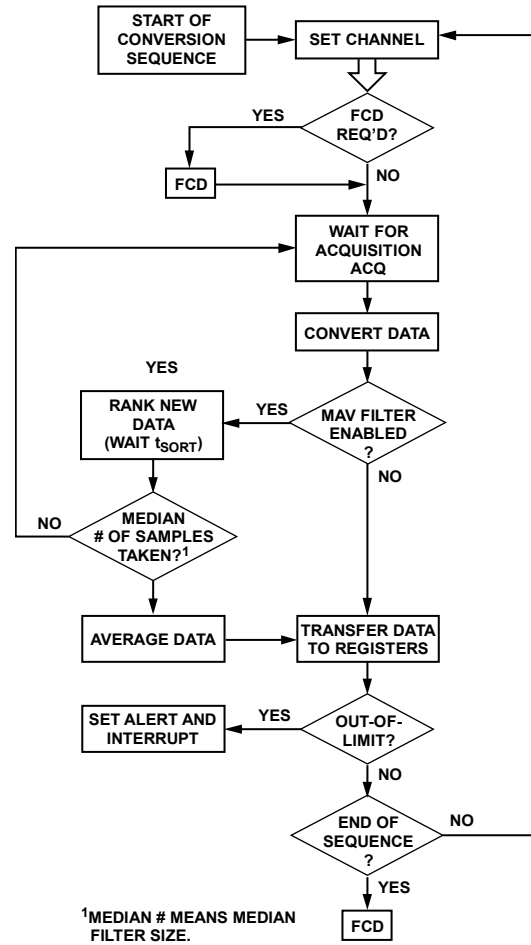 START OF
CONVERSION
SEQUENCE
SET CHANNEL
FCD
REQ'D?
YES
FCD
NO
WAIT FOR
ACQUISITION
ACQ
CONVERT DATA
YES
RANK NEW
DATA
(WAIT tSORT)
YES
MAV FILTER
ENABLED
?
NO
NO
MEDIAN
# OF SAMPLES
TAKEN?1
AVERAGE DATA
TRANSFER DATA
TO REGISTERS
SET ALERT AND
INTERRUPT
YES
OUT-OF-
LIMIT?
NO
END OF
SEQUENCE
?
NO
YES
FCD
1MEDIAN # MEANS MEDIAN
FILTER SIZE.